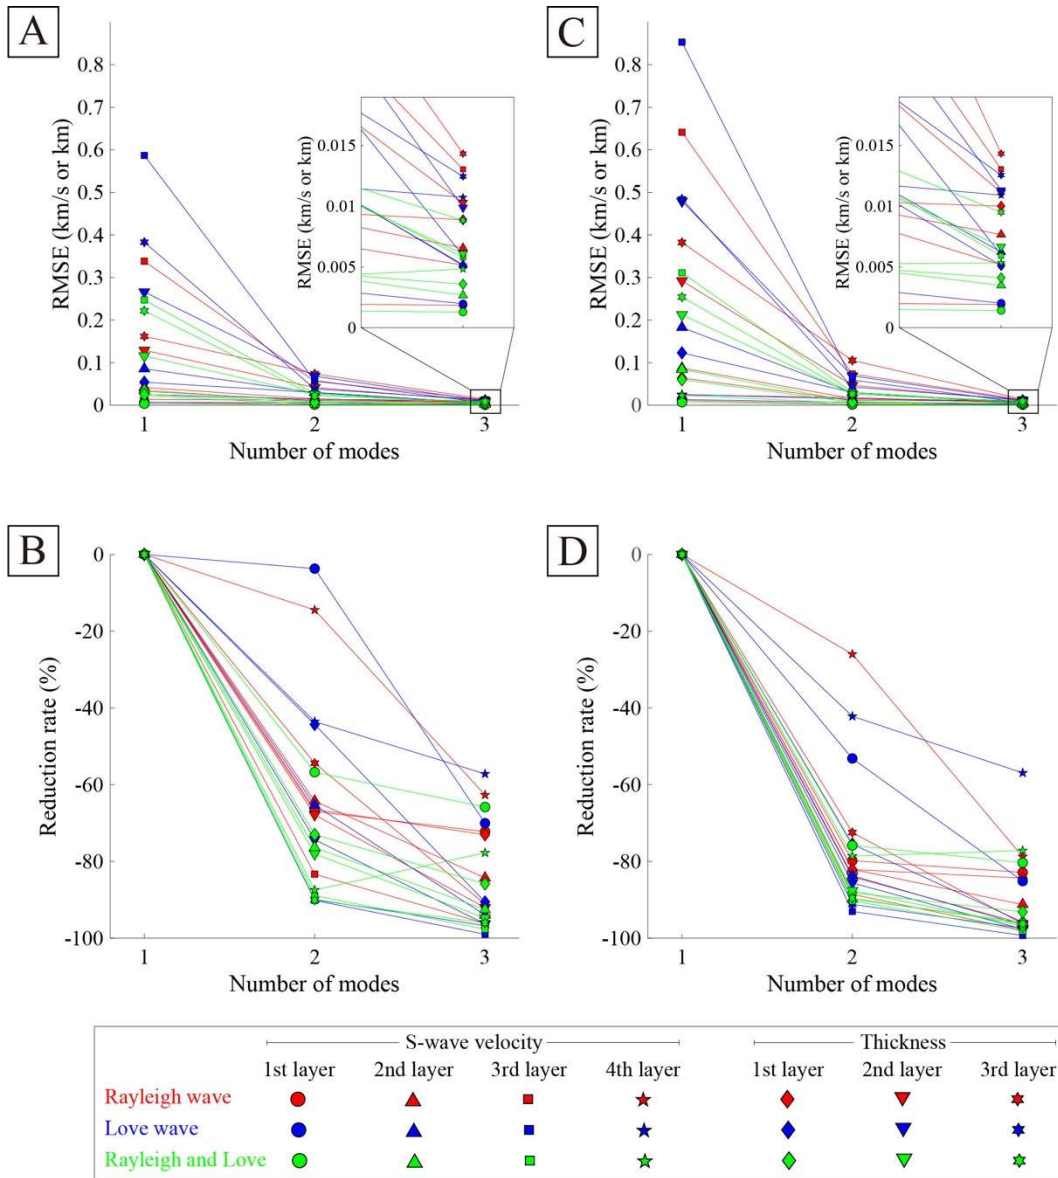 A
C
RMSE (km/s or km)
0.8
0.7
0.6
0.5
0.4
0.3
0.2
0.1
0
RMSE (km/s or km)
0.015
0.01
0.005
0
1 2 3
Number of modes
RMSE (km/s or km)
0.8
0.7
0.6
0.5
0.4
0.3
0.2
0.1
0
RMSE (km/s or km)
0.015
0.01
0.005
0
1 2 3
Number of modes
B
D
Reduction rate (%)
0
-20
-40
-60
-80
-100
1 2 3
Number of modes
Reduction rate (%)
0
-20
-40
-60
-80
-100
1 2 3
Number of modes
S-wave velocity Thickness
1st layer 2nd layer 3rd layer 4th layer 1st layer 2nd layer 3rd layer
Rayleigh wave
Love wave
Rayleigh and Love